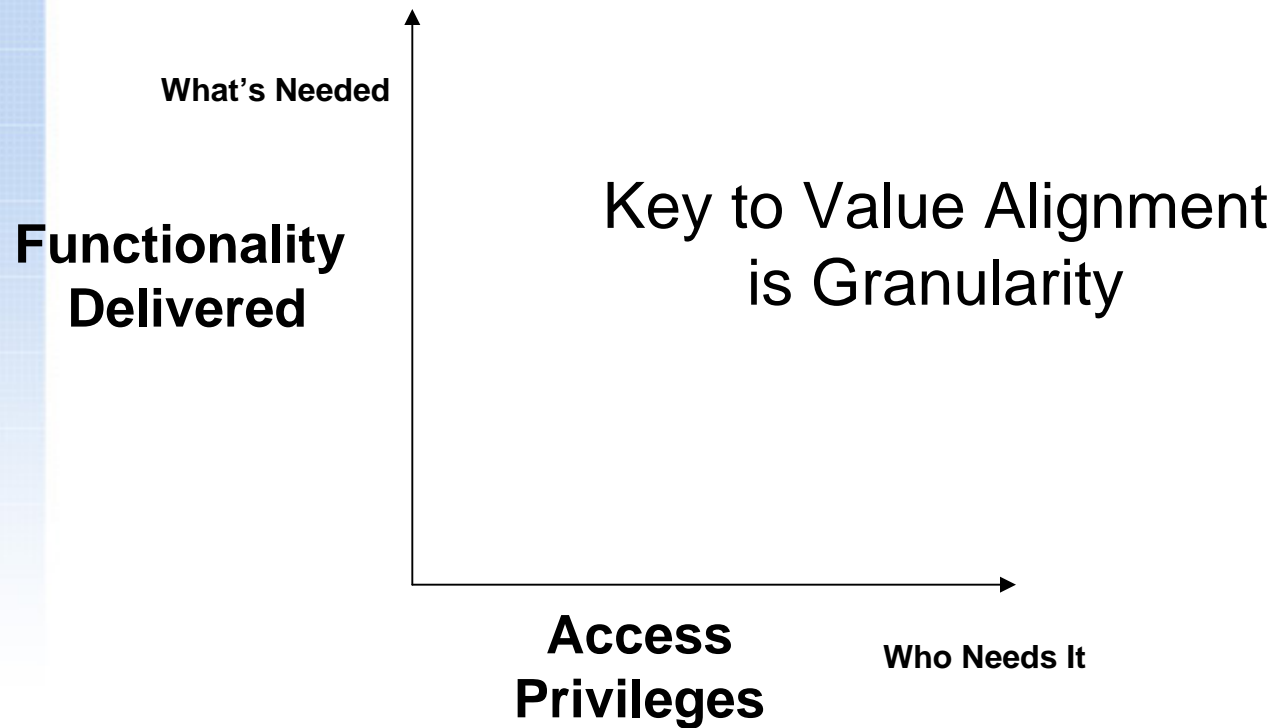 What’s Needed
Key to Value Alignment
is Granularity
Functionality
Delivered
Access
Privileges
Who Needs It